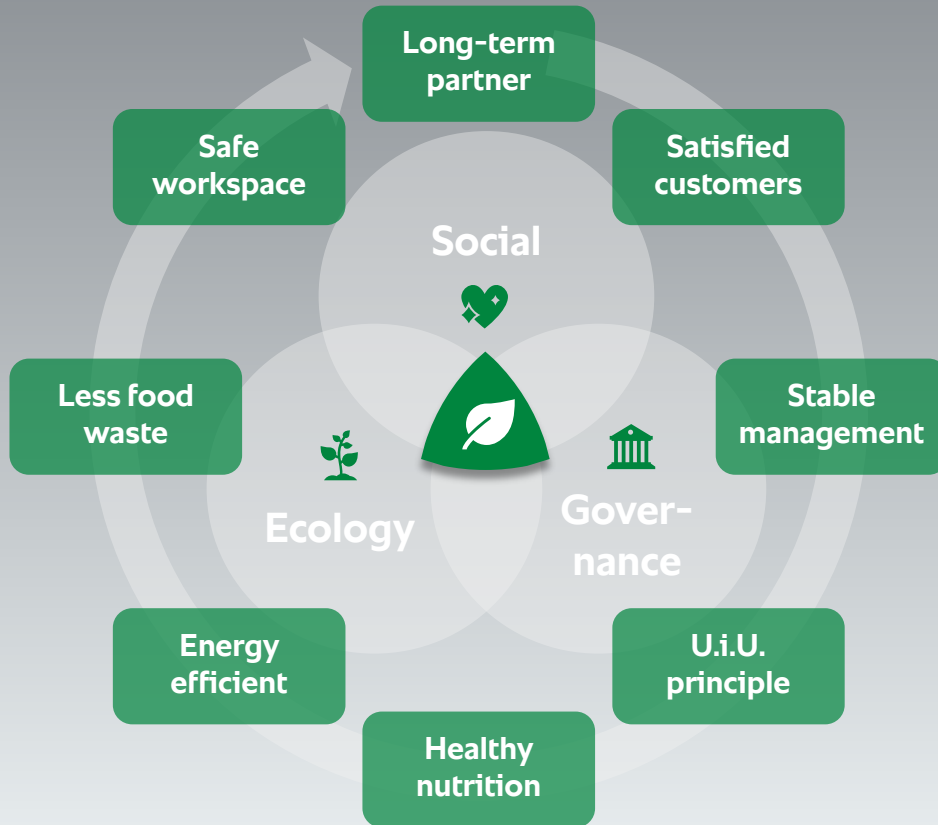 Long-term
partner
Safe
workspace
Satisfied
customers
Social
Less food
waste
Stable
management
Ecology
Gover-
nance
Energy
efficient
U.i.U.
principle
Healthy
nutrition